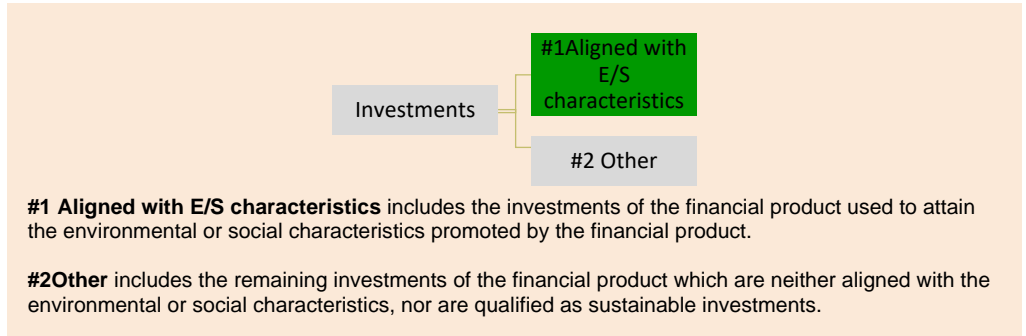 #1Aligned with
E/S
characteristics
Investments
#2 Other
#1 Aligned with E/S characteristics includes the investments of the financial product used to attain
the environmental or social characteristics promoted by the financial product.
#2Other includes the remaining investments of the financial product which are neither aligned with the
environmental or social characteristics, nor are qualified as sustainable investments.